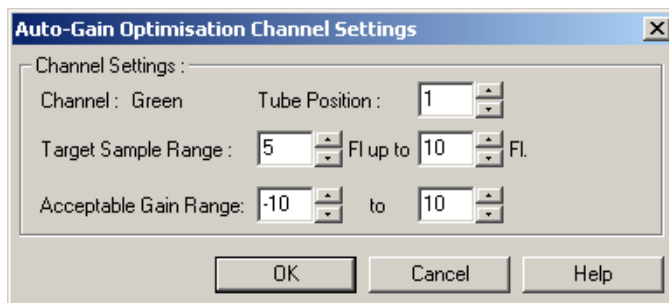 Auto-Gain Optimisation Channel Settings
Channel Settings :
Channel : Green Tube Position : 1
Target Sample Range : 5 Fl up to 10 Fl.
Acceptable Gain Range: -10 to 10
OK Cancel Help